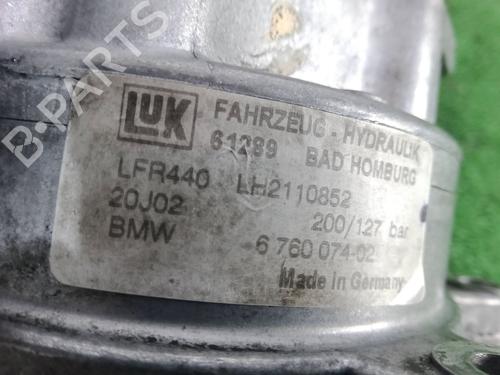 LUK
FAHRZEUG - HYDRAULIK
61289 BAD HOMBURG
LFR440 LH2110852
20J02 200/127 bar
BMW 6 760 074-02
Made in Germany